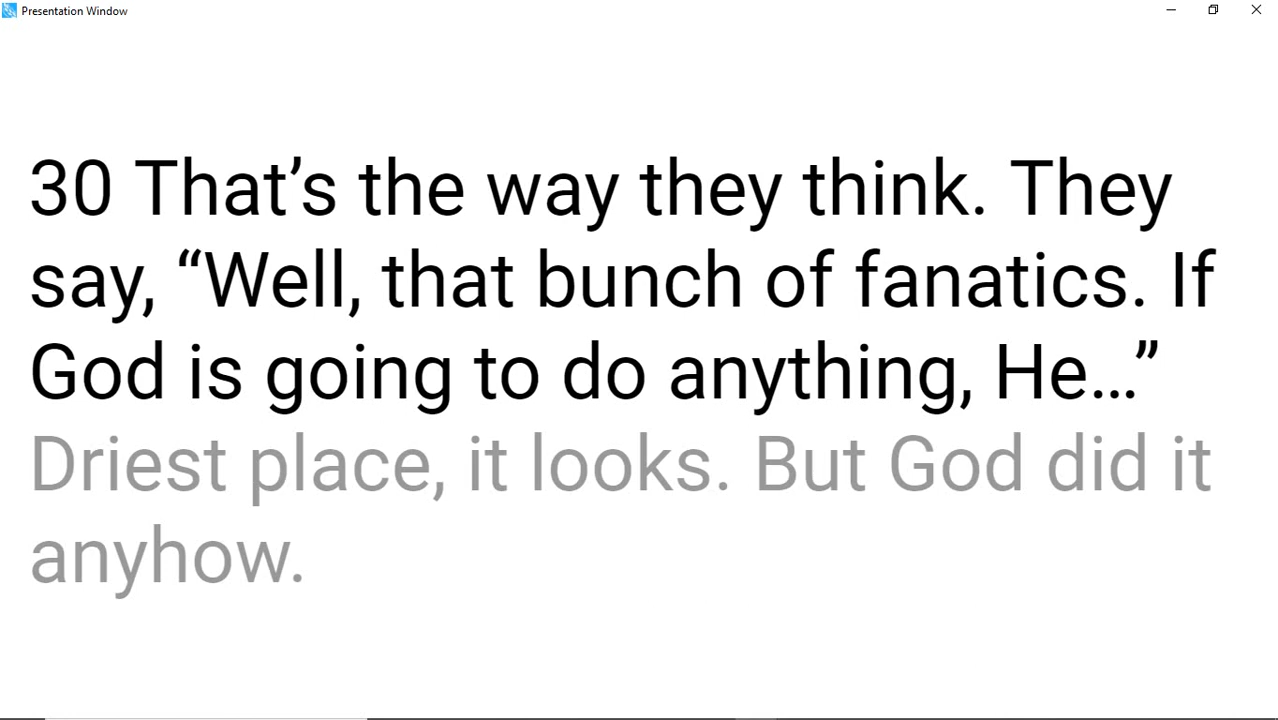 Presentation Window
30 That’s the way they think. They
say, “Well, that bunch of fanatics. If
God is going to do anything, He…”
Driest place, it looks. But God did it
anyhow.